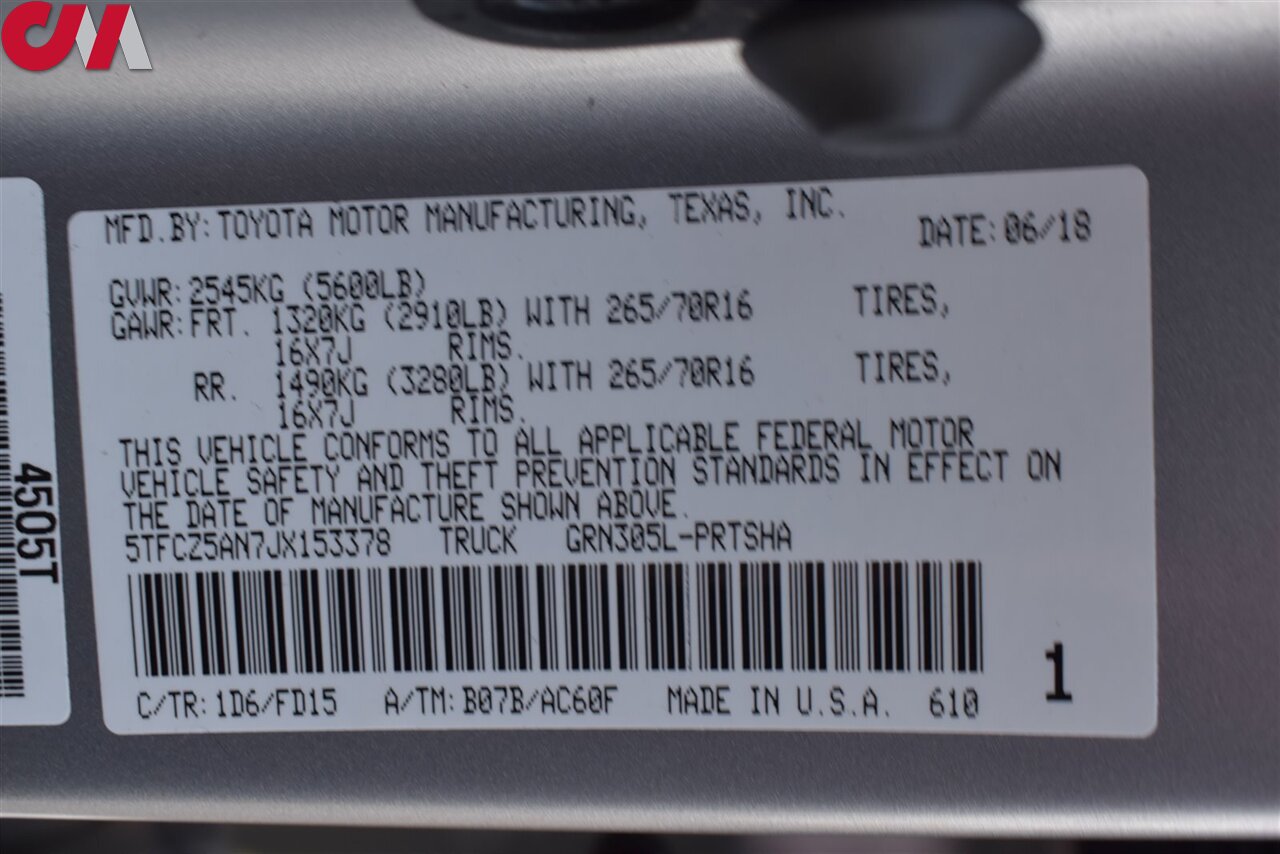 CM
MFD.BY: TOYOTA MOTOR MANUFACTURING, TEXAS, INC.
DATE: 06/18
GVWR: 2545KG (5600LB)
GAWR: FRT. 1320KG (2910LB) WITH 265/70R16 TIRES,
16X7J RIMS.
RR. 1490KG (3280LB) WITH 265/70R16 TIRES,
16X7J RIMS.
THIS VEHICLE CONFORMS TO ALL APPLICABLE FEDERAL MOTOR
VEHICLE SAFETY AND THEFT PREVENTION STANDARDS IN EFFECT ON
THE DATE OF MANUFACTURE SHOWN ABOVE.
5TFCZ5AN7JX153378 TRUCK GRN305L-PRTSHA
C/TR: 1D6/FD15 A/TM: B07B/AC60F MADE IN U.S.A. 610
1
4505T